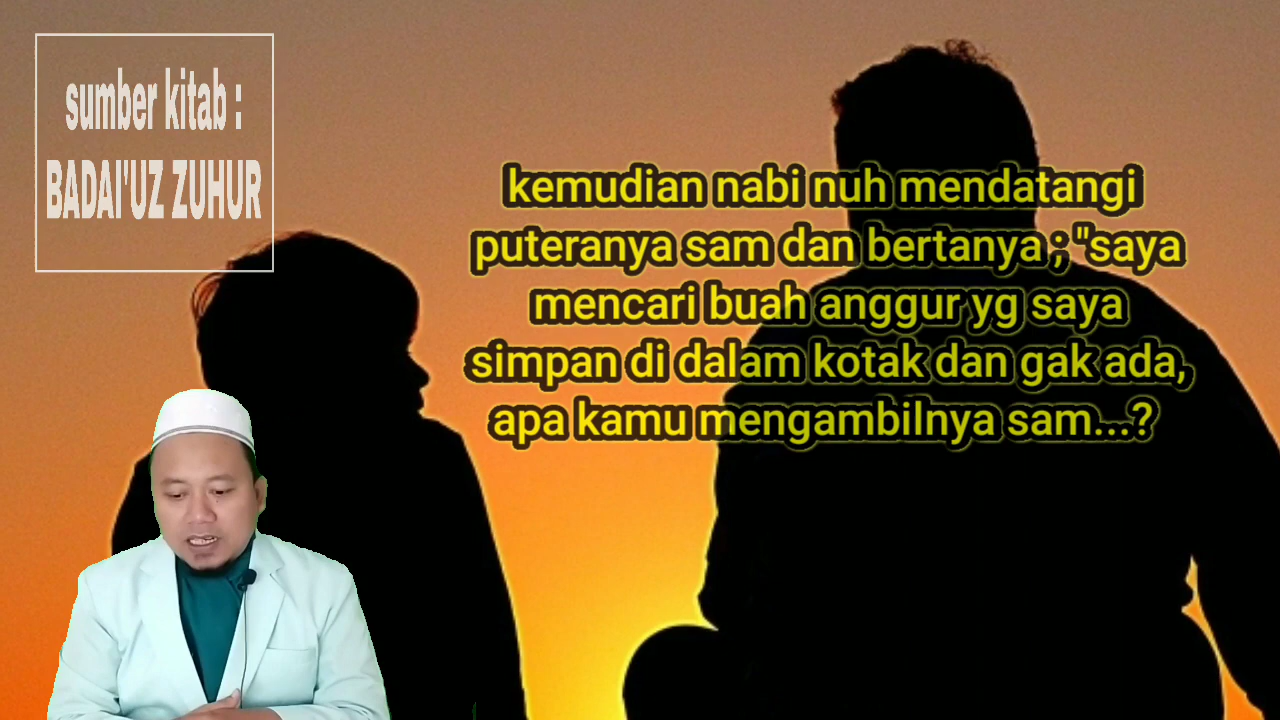 sumber kitab :
BADAI'UZ ZUHUR
kemudian nabi nuh mendatangi
puteranya sam dan bertanya ; "saya
mencari buah anggur yg saya
simpan di dalam kotak dan gak ada,
apa kamu mengambilnya sam...?